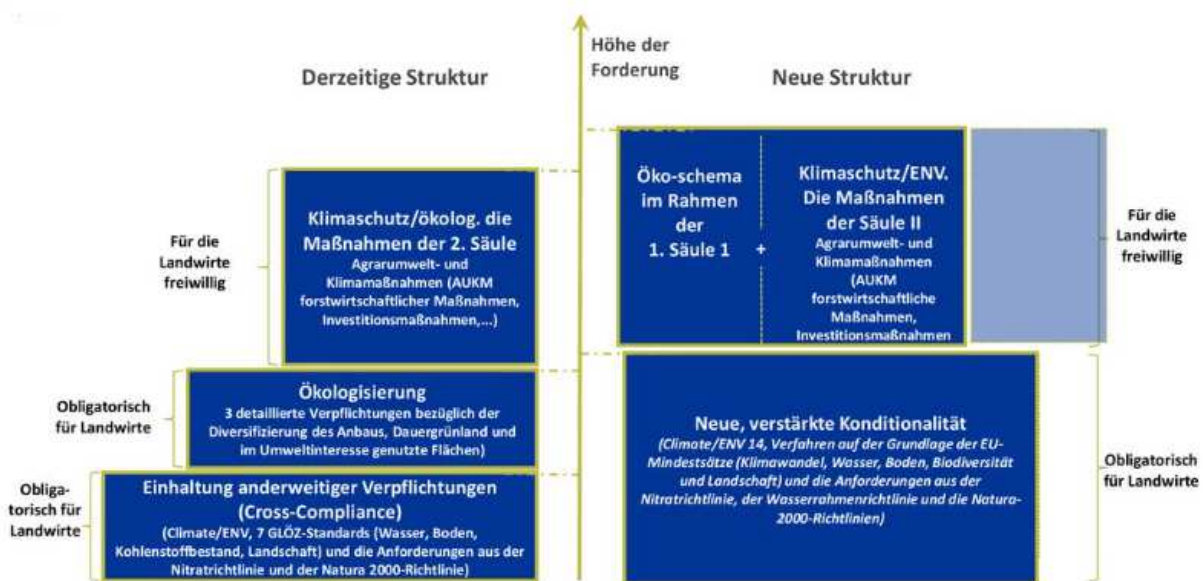 Derzeitige Struktur
Höhe der
Forderung
Neue Struktur
Für die
Landwirte
freiwillig
Klimaschutz/ökolog. die
Maßnahmen der 2. Säule
Agrarumwelt- und
Klimamaßnahmen (AUKM
forstwirtschaftlicher Maßnahmen,
Investitionsmaßnahmen,...)
Obligatorisch
für Landwirte
Ökologisierung
3 detaillierte Verpflichtungen bezüglich der
Diversifizierung des Anbaus, Dauergrünland und
im Umweltinteresse genutzte Flächen)
Obliga-
torisch für
Landwirte
Einhaltung anderweitiger Verpflichtungen
(Cross-Compliance)
(Climate/ENV, 7 GLÖZ-Standards (Wasser, Boden,
Kohlenstoffbestand, Landschaft) und die Anforderungen aus der
Nitratrichtlinie und der Natura 2000-Richtlinie)
Öko-schema
im Rahmen
der
1. Säule 1
+
Klimaschutz/ENV.
Die Maßnahmen
der Säule II
Agrarumwelt- und
Klimamaßnahmen
(AUKM
forstwirtschaftliche
Maßnahmen,
Investitionsmaßnahmen
Für die
Landwirte
freiwillig
Neue, verstärkte Konditionalität
(Climate/ENV 14, Verfahren auf der Grundlage der EU-
Mindestsätze (Klimawandel, Wasser, Boden, Biodiversität
und Landschaft) und die Anforderungen aus der
Nitratrichtlinie, der Wasserrahmenrichtlinie und die Natura-
2000-Richtlinien)
Obligatorisch
für Landwirte